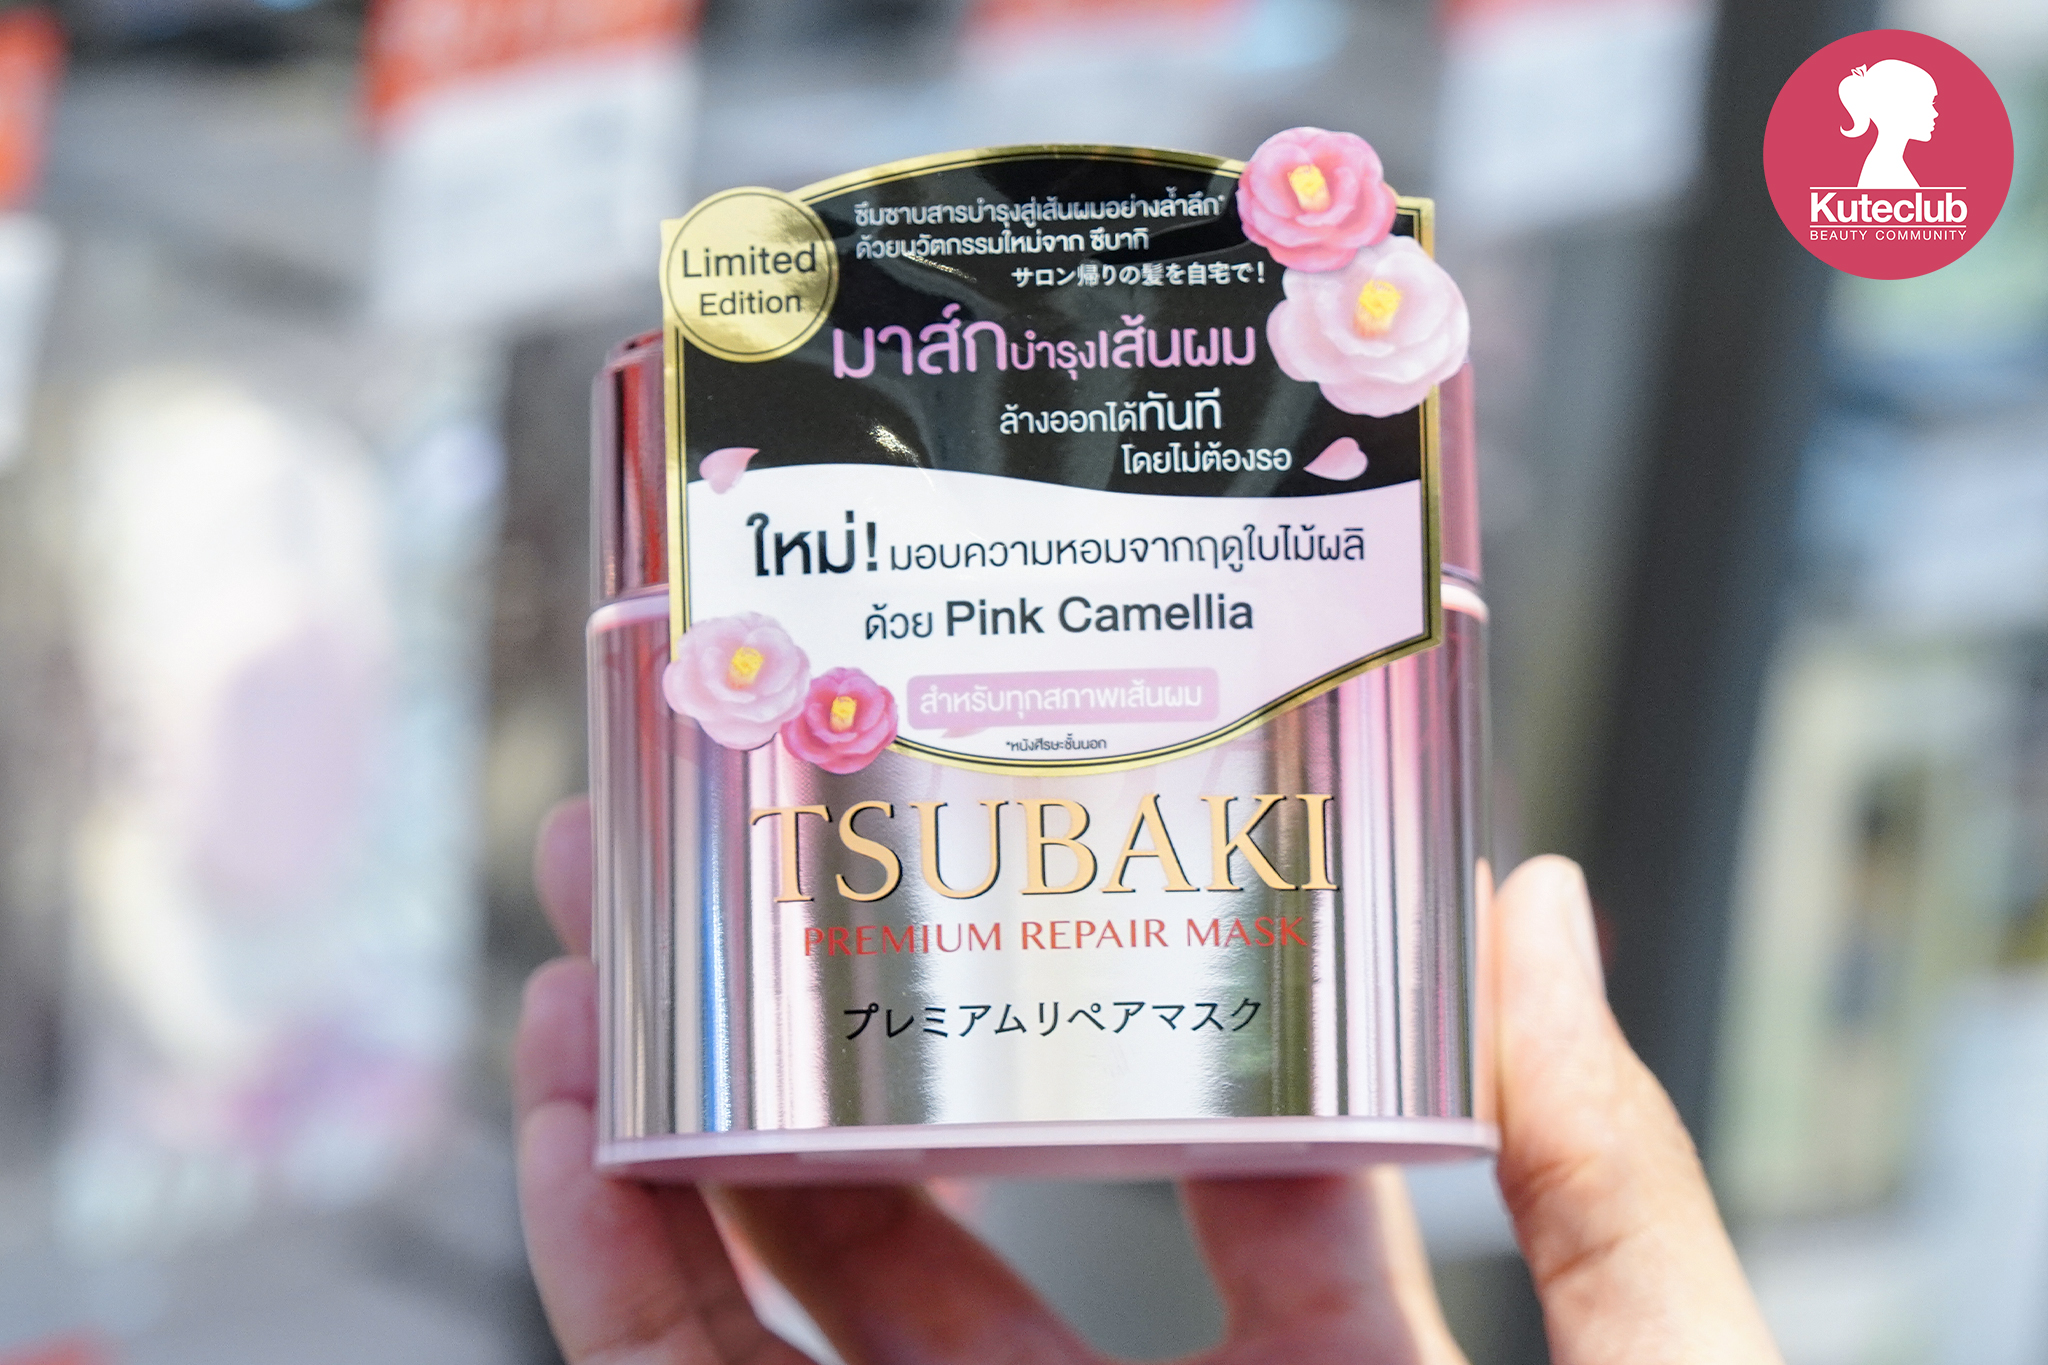 Kuteclub
BEAUTY COMMUNITY
Limited
Edition
ซึมซาบสารบำรุงสู่เส้นผมอย่างล้ำลึก*
ด้วยนวัตกรรมใหม่จาก ซึบากิ
サロン帰りの髪を自宅で!
มาส์กบำรุงเส้นผม
ล้างออกได้ทันที
โดยไม่ต้องรอ
ใหม่! มอบความหอมจากฤดูใบไม้ผลิ
ด้วย Pink Camellia
สำหรับทุกสภาพเส้นผม
*หนังศีรษะชั้นนอก
TSUBAKI
PREMIUM REPAIR MASK
プレミアムリペアマスク